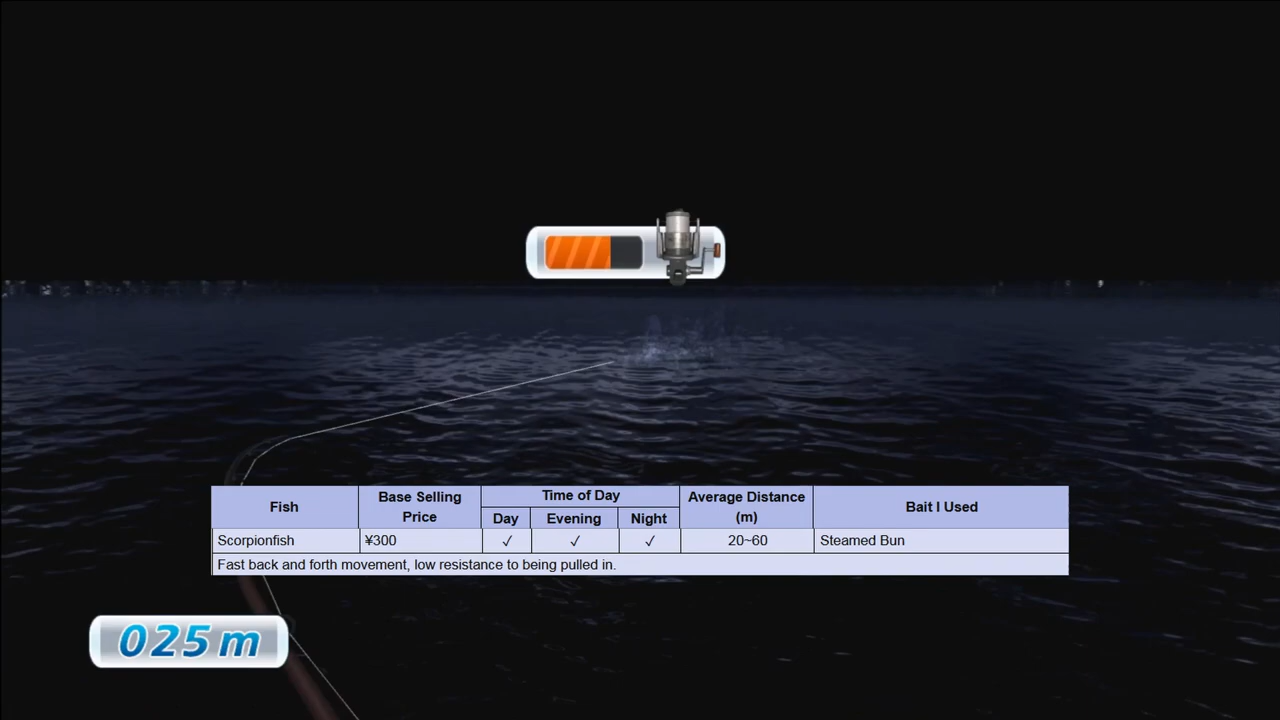 Fish Base Selling Price Time of Day Average Distance (m) Bait I Used
Day Evening Night
Scorpionfish ¥300 ✓ ✓ ✓ 20~60 Steamed Bun
Fast back and forth movement, low resistance to being pulled in.
025 m